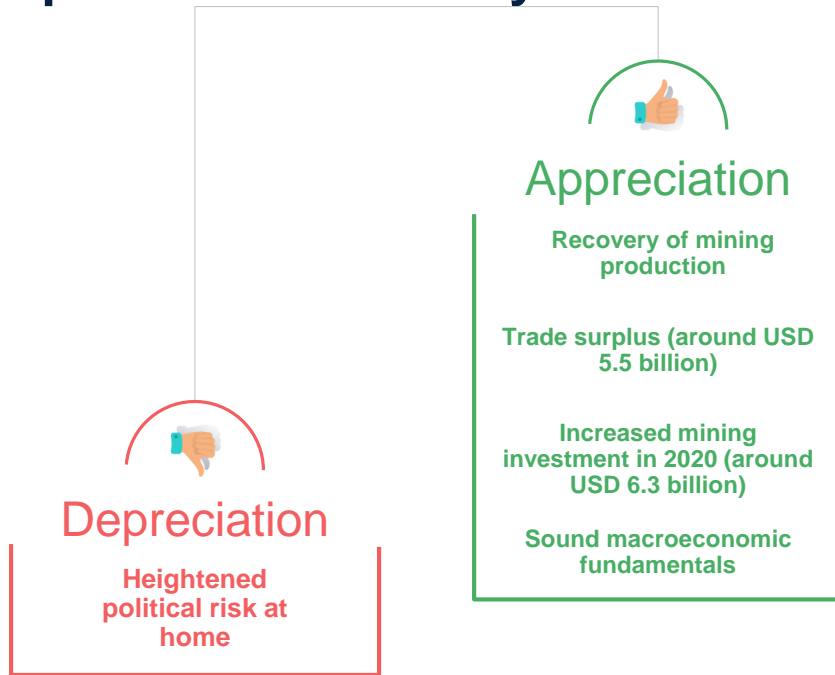 Appreciation
Recovery of mining
production
Trade surplus (around USD
5.5 billion)
Increased mining
investment in 2020 (around
USD 6.3 billion)
Sound macroeconomic
fundamentals
Depreciation
Heightened
political risk at
home